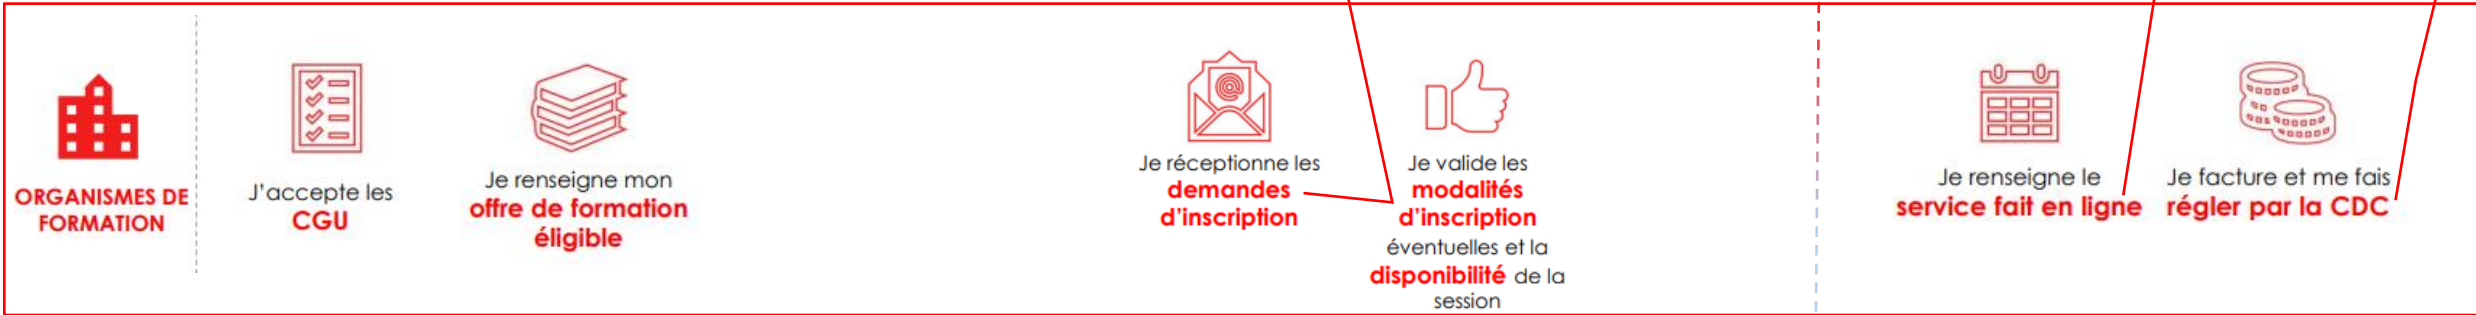 ORGANISMES DE
FORMATION
J'accepte les
CGU
Je renseigne mon
offre de formation
éligible
@
Je réceptionne les
demandes
d'inscription
Je valide les
modalités
d'inscription
éventuelles et la
disponibilité de la
session
Je renseigne le
service fait en ligne
Je facture et me fais
régler par la CDC